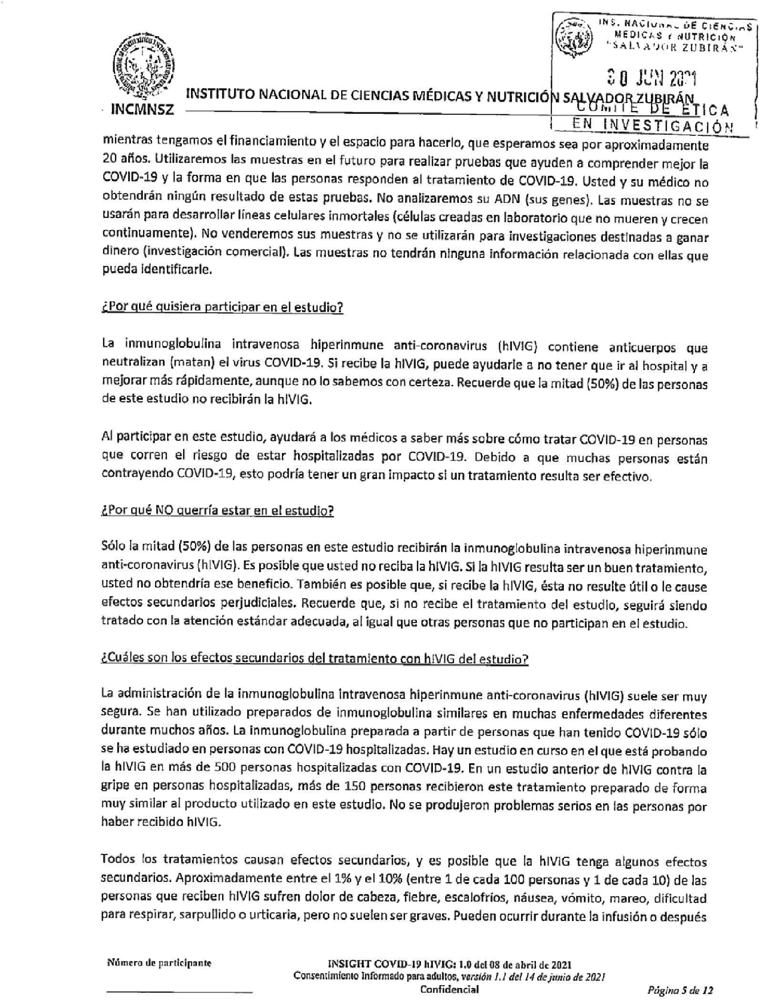 INS. NACIONAL DE CIENCIAS
MEDICAS Y NUTRICIÓN
"SALVADOR ZUBIRÁN"
30 JUN 2021
INSTITUTO NACIONAL DE CIENCIAS MÉDICAS Y NUTRICIÓN SALVADOR ZUBIRÁN
INCMNSZ
COMITE DE ETICA
EN INVESTIGACIÓN
mientras tengamos el financiamiento y el espacio para hacerlo, que esperamos sea por aproximadamente
20 años. Utilizaremos las muestras en el futuro para realizar pruebas que ayuden a comprender mejor la
COVID-19 y la forma en que las personas responden al tratamiento de COVID-19. Usted y su médico no
obtendrán ningún resultado de estas pruebas. No analizaremos su ADN (sus genes). Las muestras no se
usarán para desarrollar líneas celulares inmortales (células creadas en laboratorio que no mueren y crecen
continuamente). No venderemos sus muestras y no se utilizarán para investigaciones destinadas a ganar
dinero (investigación comercial). Las muestras no tendrán ninguna información relacionada con ellas que
pueda identificarle.
¿Por qué quisiera participar en el estudio?
La inmunoglobulina intravenosa hiperinmune anti-coronavirus (hIVIG) contiene anticuerpos que
neutralizan (matan) el virus COVID-19. Si recibe la hIVIG, puede ayudarle a no tener que ir al hospital y a
mejorar más rápidamente, aunque no lo sabemos con certeza. Recuerde que la mitad (50%) de las personas
de este estudio no recibirán la hIVIG.
Al participar en este estudio, ayudará a los médicos a saber más sobre cómo tratar COVID-19 en personas
que corren el riesgo de estar hospitalizadas por COVID-19. Debido a que muchas personas están
contrayendo COVID-19, esto podría tener un gran impacto si un tratamiento resulta ser efectivo.
¿Por qué NO querría estar en el estudio?
Sólo la mitad (50%) de las personas en este estudio recibirán la inmunoglobulina intravenosa hiperinmune
anti-coronavirus (hIVIG). Es posible que usted no reciba la hIVIG. Si la hIVIG resulta ser un buen tratamiento,
usted no obtendría ese beneficio. También es posible que, si recibe la hIVIG, ésta no resulte útil o le cause
efectos secundarios perjudiciales. Recuerde que, si no recibe el tratamiento del estudio, seguirá siendo
tratado con la atención estándar adecuada, al igual que otras personas que no participan en el estudio.
¿Cuáles son los efectos secundarios del tratamiento con hIVIG del estudio?
La administración de la inmunoglobulina intravenosa hiperinmune anti-coronavirus (hIVIG) suele ser muy
segura. Se han utilizado preparados de inmunoglobulina similares en muchas enfermedades diferentes
durante muchos años. La inmunoglobulina preparada a partir de personas que han tenido COVID-19 sólo
se ha estudiado en personas con COVID-19 hospitalizadas. Hay un estudio en curso en el que está probando
la hIVIG en más de 500 personas hospitalizadas con COVID-19. En un estudio anterior de hIVIG contra la
gripe en personas hospitalizadas, más de 150 personas recibieron este tratamiento preparado de forma
muy similar al producto utilizado en este estudio. No se produjeron problemas serios en las personas por
haber recibido hIVIG.
Todos los tratamientos causan efectos secundarios, y es posible que la hIVIG tenga algunos efectos
secundarios. Aproximadamente entre el 1% y el 10% (entre 1 de cada 100 personas y 1 de cada 10) de las
personas que reciben hIVIG sufren dolor de cabeza, fiebre, escalofríos, náusea, vómito, mareo, dificultad
para respirar, sarpullido o urticaria, pero no suelen ser graves. Pueden ocurrir durante la infusión o después
Número de participante
INSIGHT COVID-19 hIVIG: 1.0 del 08 de abril de 2021
Consentimiento Informado para adultos, versión 1.1 del 14 de junio de 2021
Confidencial
Página 5 de 12